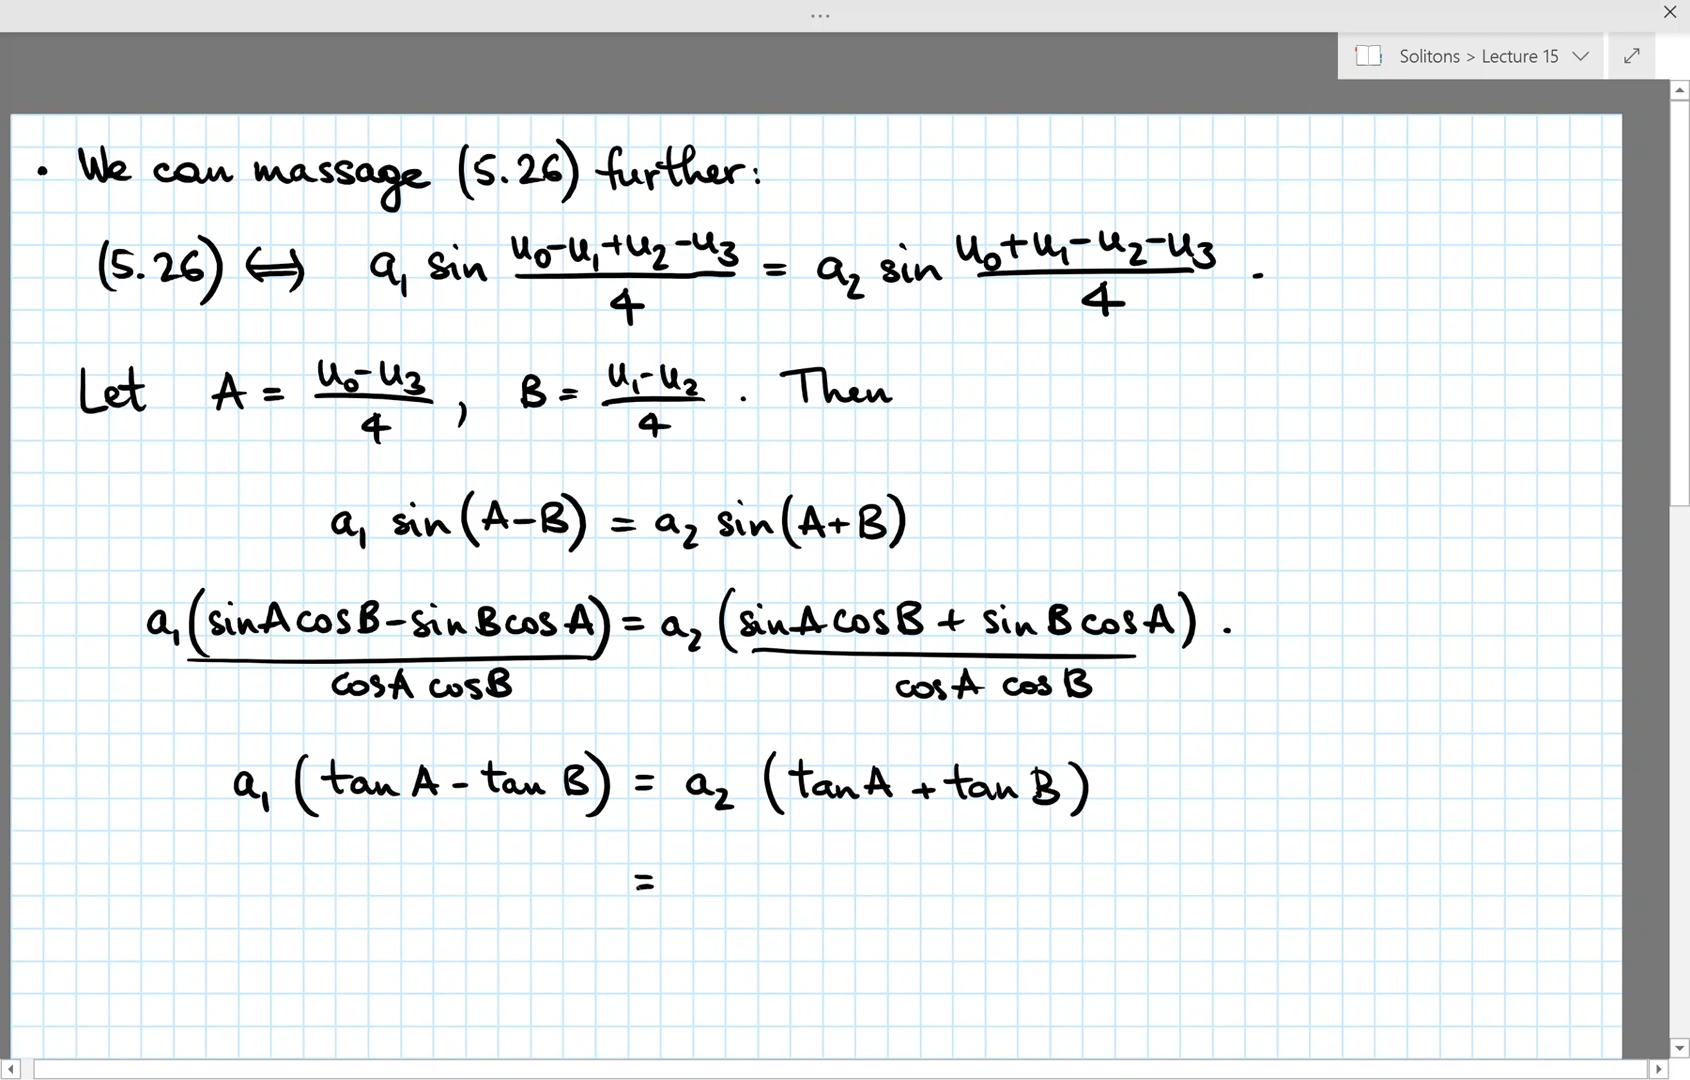 Solitons > Lecture 15
• We can massage (5.26) further:
(5.26) ⟺ a₁ sin (u₀-u₁+u₂-u₃)/4 = a₂ sin (u₀+u₁-u₂-u₃)/4 .
Let A = (u₀-u₃)/4 , B = (u₁-u₂)/4 . Then
a₁ sin(A-B) = a₂ sin(A+B)
a₁(sinA cosB - sinB cosA)/(cosA cosB) = a₂(sinA cosB + sinB cosA)/(cosA cosB) .
a₁ (tan A - tan B) = a₂ (tan A + tan B)
=